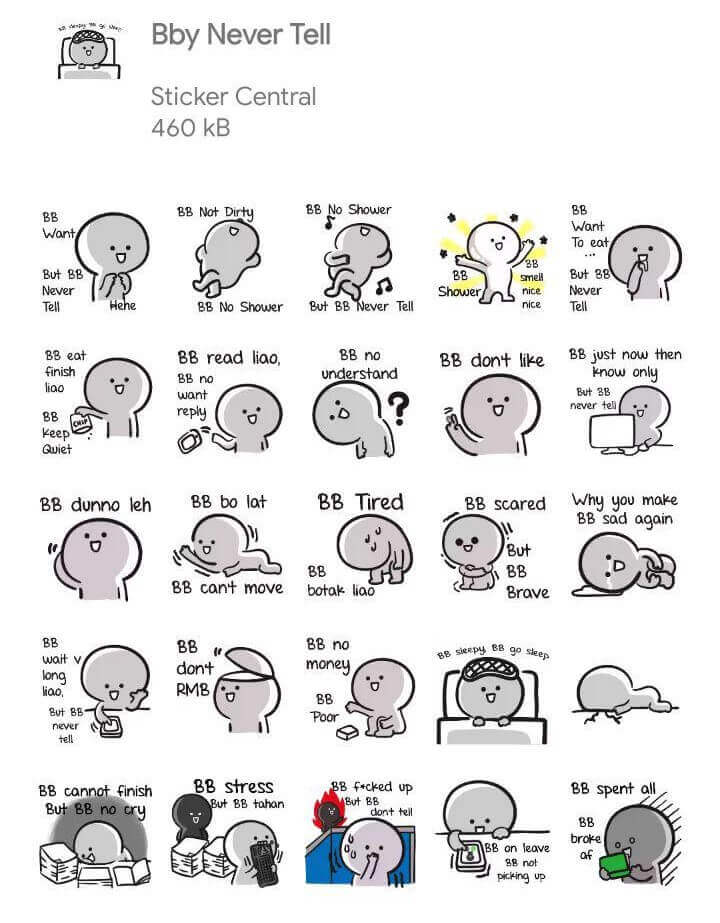 BB sleepy, BB go sleep
Bby Never Tell
Sticker Central
460 kB
BB
Want
But BB
Never
Tell
Hehe
BB Not Dirty
BB No Shower
BB No Shower
But BB Never Tell
BB
Shower
BB
smell
nice
nice
BB
Want
To eat
...
But BB
Never
Tell
BB eat
finish
liao
BB
Keep
Quiet
CHIP
BB read liao,
BB no
want
reply
BB no
understand
?
BB don't like
BB just now then
know only
But BB
never tell
BB dunno leh
BB bo lat
BB can't move
BB Tired
BB
botak liao
BB scared
But
BB
Brave
Why you make
BB sad again
BB
wait v
long
liao,
But BB
never
tell
BB
don't
RMB
BB no
money
BB
Poor
BB sleepy, BB go sleep
BB cannot finish
But BB no cry
BB stress
But BB tahan
BB f*cked up
But BB
dont tell
BB on leave
BB not
picking up
BB spent all
BB
broke
af